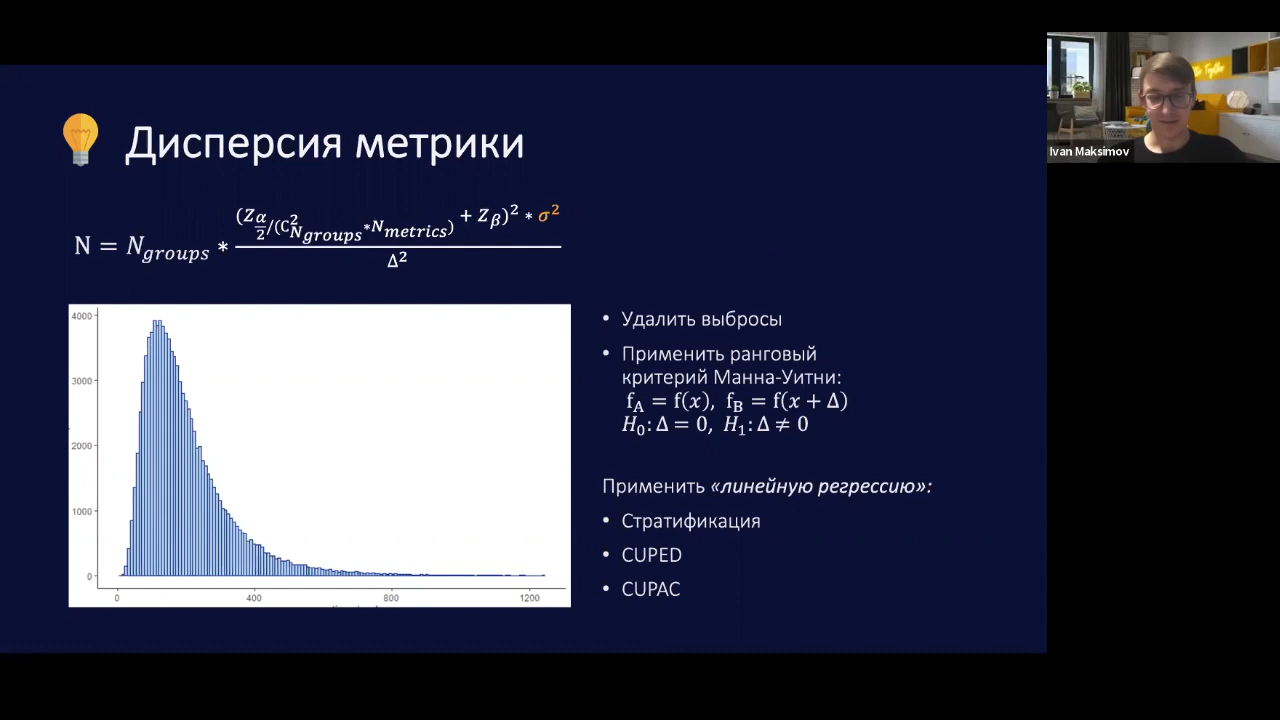 Дисперсия метрики
N = N_groups * (Z_{α/2/(C²_{N_groups}*N_metrics)} + Z_β)² * σ² / Δ²
4000
3000
2000
1000
0
0 400 800 1200
• Удалить выбросы
• Применить ранговый
критерий Манна-Уитни:
f_A = f(x), f_B = f(x + Δ)
H₀: Δ = 0, H₁: Δ ≠ 0
Применить «линейную регрессию»:
• Стратификация
• CUPED
• CUPAC
Ivan Maksimov